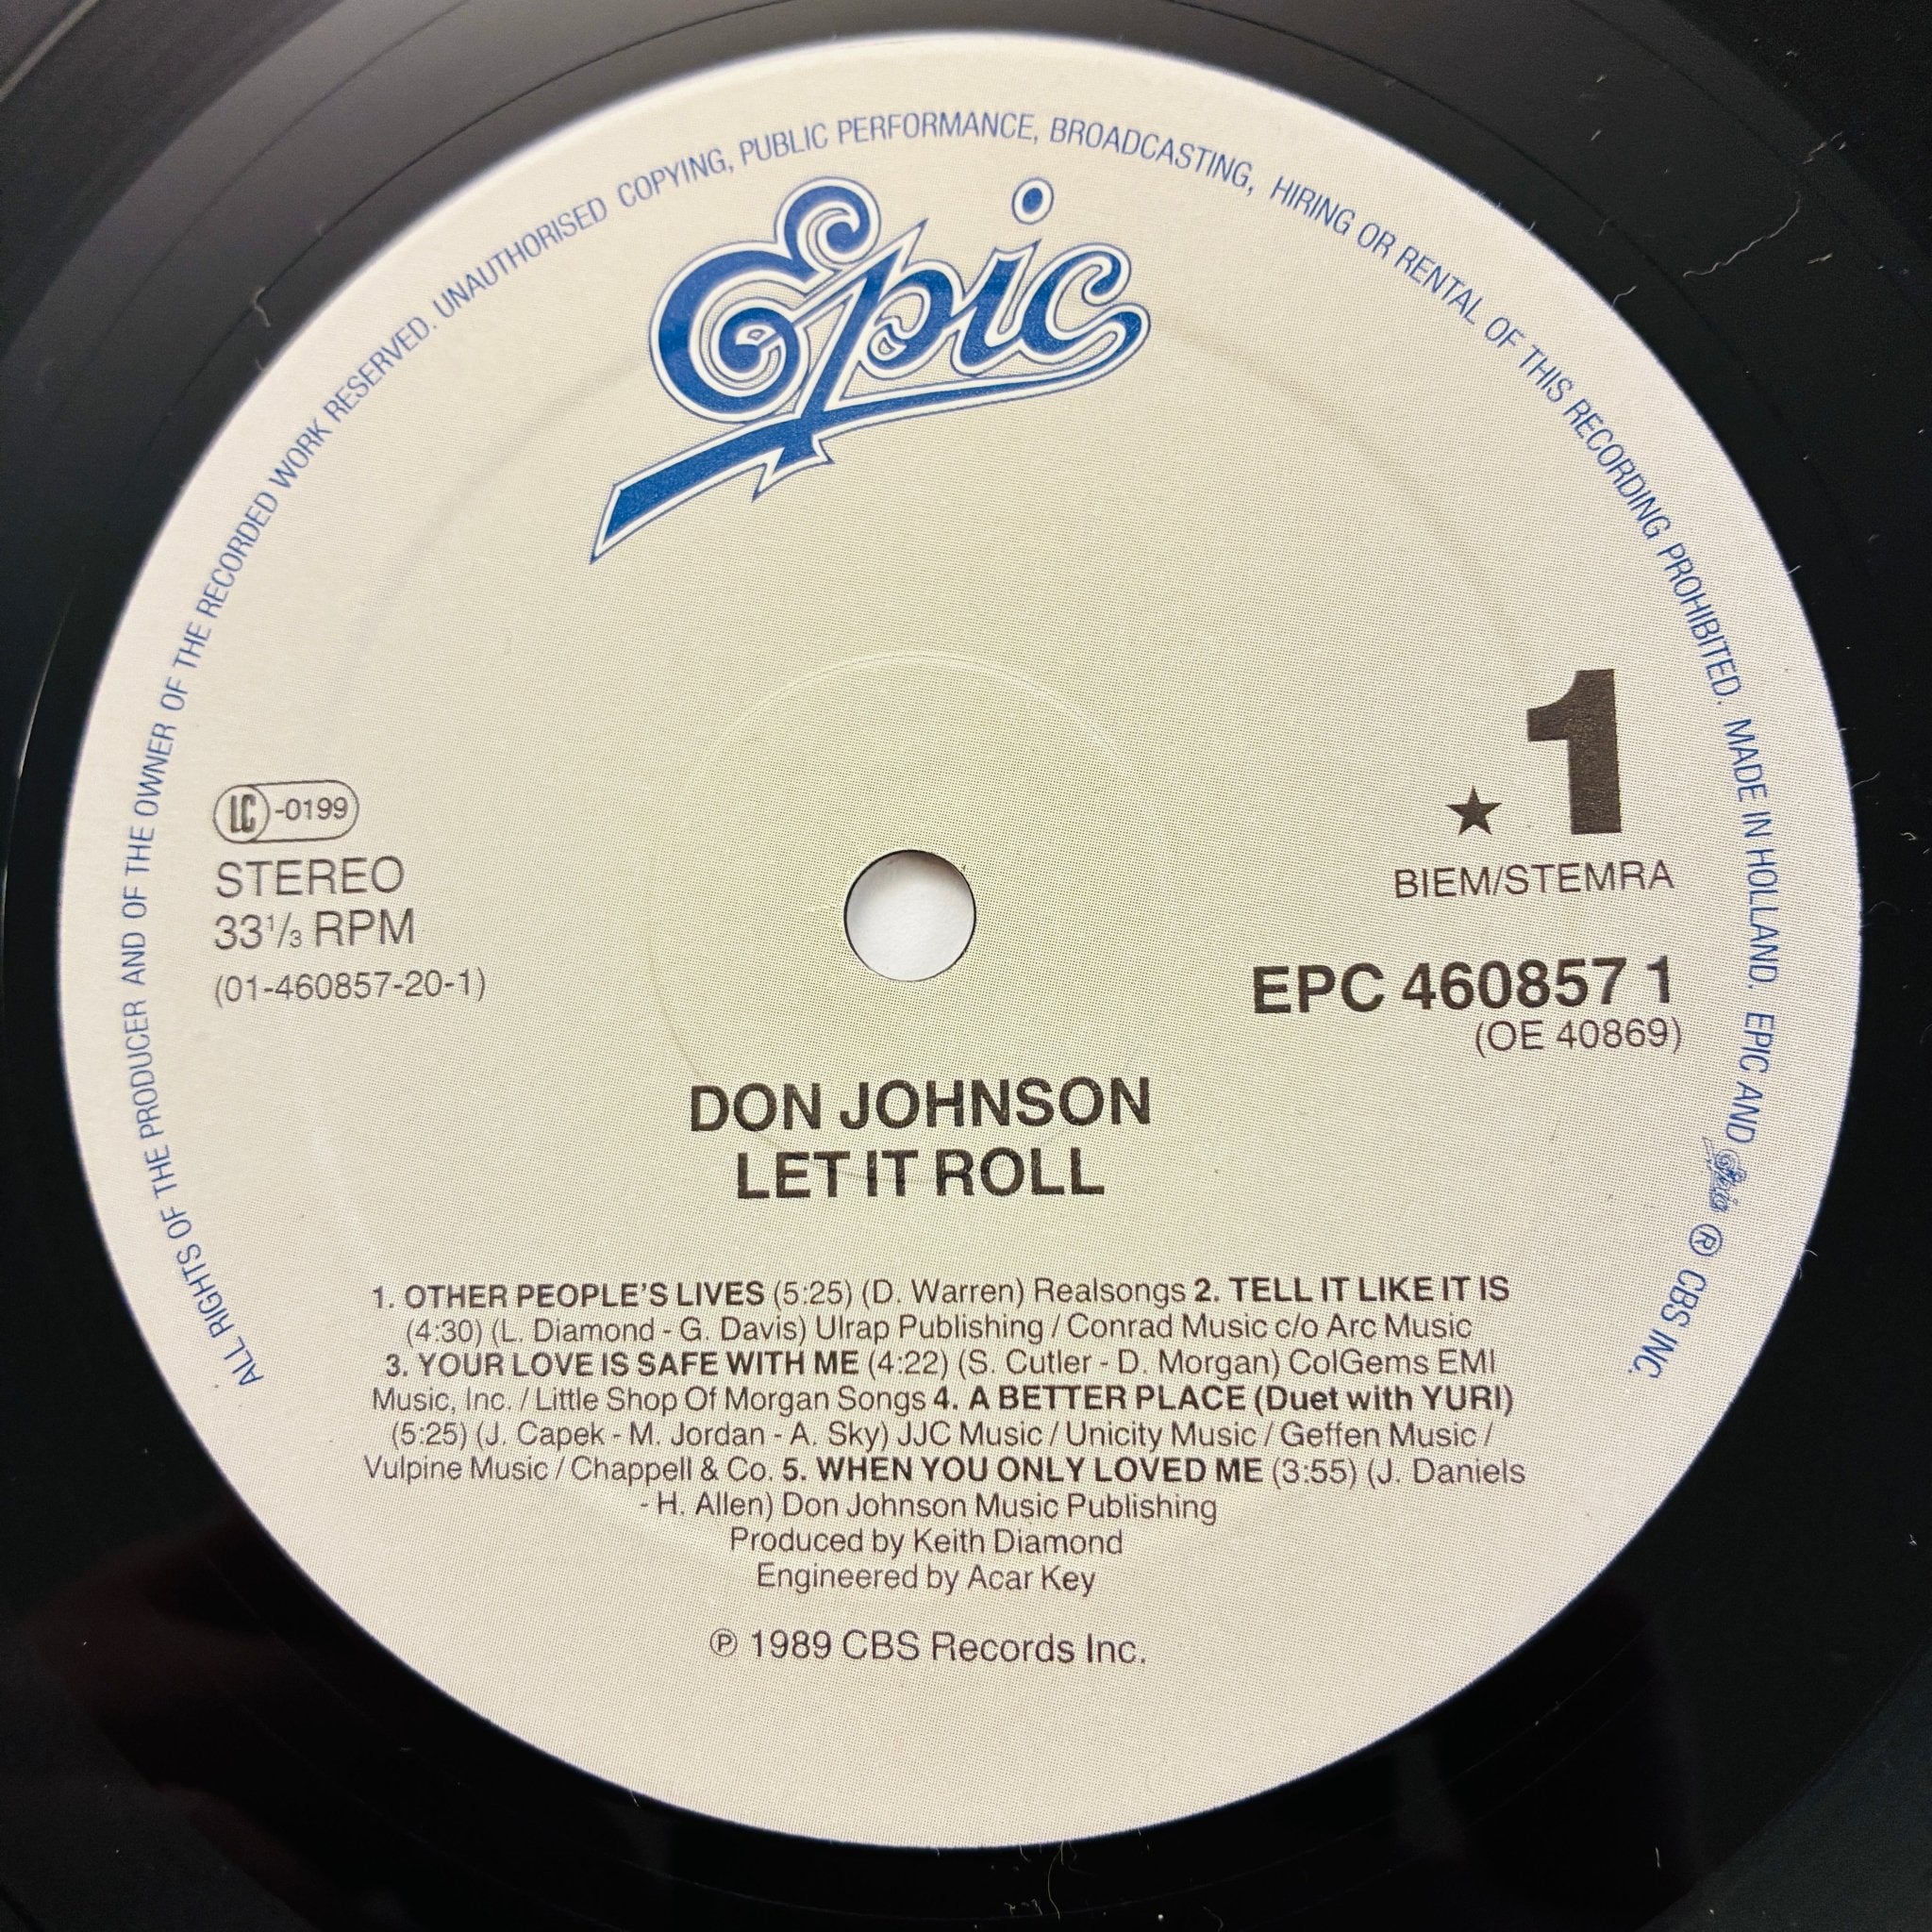 ALL RIGHTS OF THE PRODUCER AND OF THE OWNER OF THE RECORDED WORK RESERVED. UNAUTHORISED COPYING, PUBLIC PERFORMANCE, BROADCASTING, HIRING OR RENTAL OF THIS RECORDING PROHIBITED. MADE IN HOLLAND. EPIC AND Epic ® CBS INC.
Epic
1
★
LC -0199
BIEM/STEMRA
STEREO
33 1/3 RPM
(01-460857-20-1)
EPC 460857 1
(OE 40869)
DON JOHNSON
LET IT ROLL
1. OTHER PEOPLE'S LIVES (5:25) (D. Warren) Realsongs 2. TELL IT LIKE IT IS
(4:30) (L. Diamond - G. Davis) Ulrap Publishing / Conrad Music c/o Arc Music
3. YOUR LOVE IS SAFE WITH ME (4:22) (S. Cutler - D. Morgan) ColGems EMI
Music, Inc. / Little Shop Of Morgan Songs 4. A BETTER PLACE (Duet with YURI)
(5:25) (J. Capek - M. Jordan - A. Sky) JJC Music / Unicity Music / Geffen Music /
Vulpine Music / Chappell & Co. 5. WHEN YOU ONLY LOVED ME (3:55) (J. Daniels
- H. Allen) Don Johnson Music Publishing
Produced by Keith Diamond
Engineered by Acar Key
℗ 1989 CBS Records Inc.